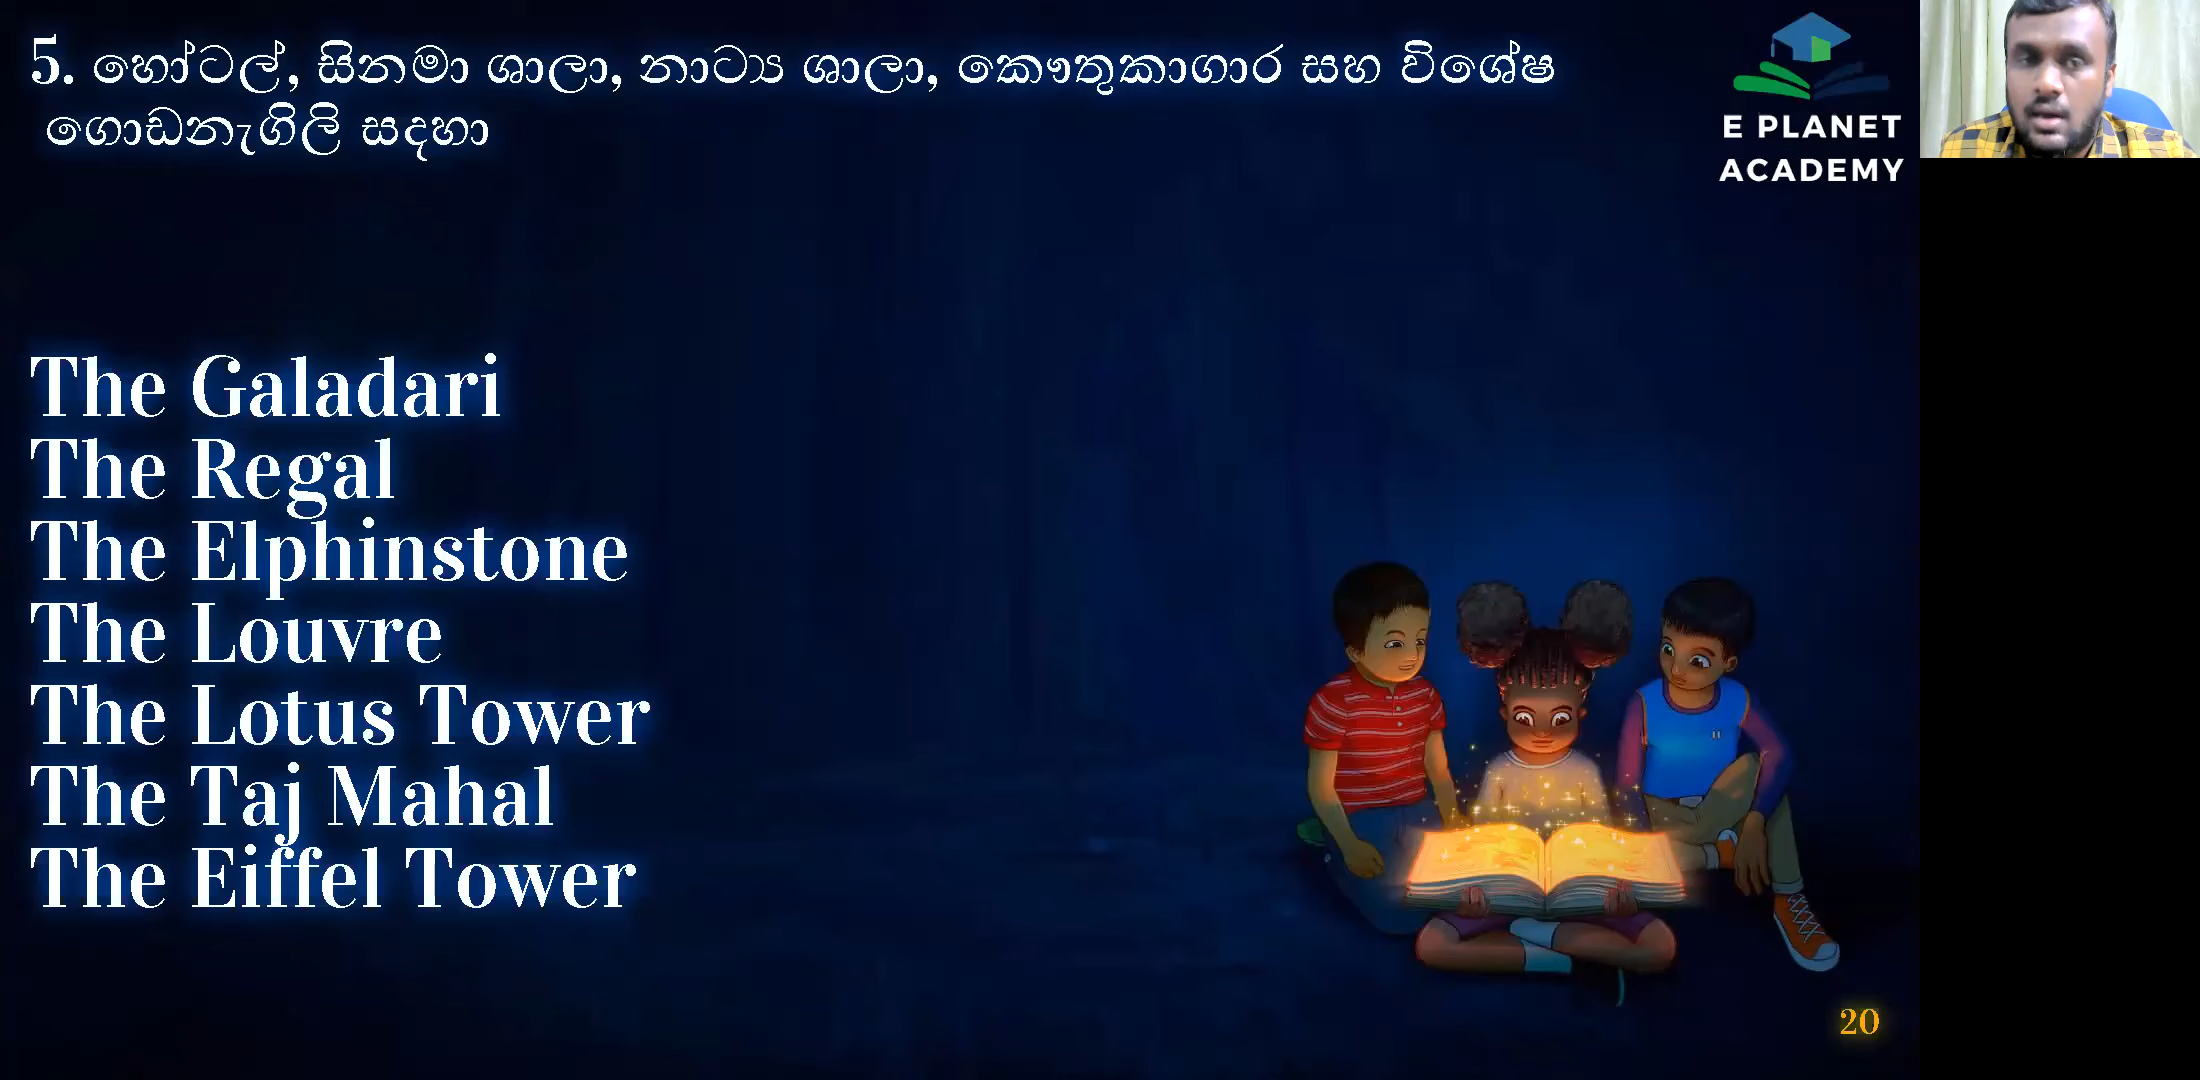 5. හෝටල්, සිනමා ශාලා, නාට්‍ය ශාලා, කෞතුකාගාර සහ විශේෂ
ගොඩනැගිලි සදහා
E PLANET
ACADEMY
The Galadari
The Regal
The Elphinstone
The Louvre
The Lotus Tower
The Taj Mahal
The Eiffel Tower
20